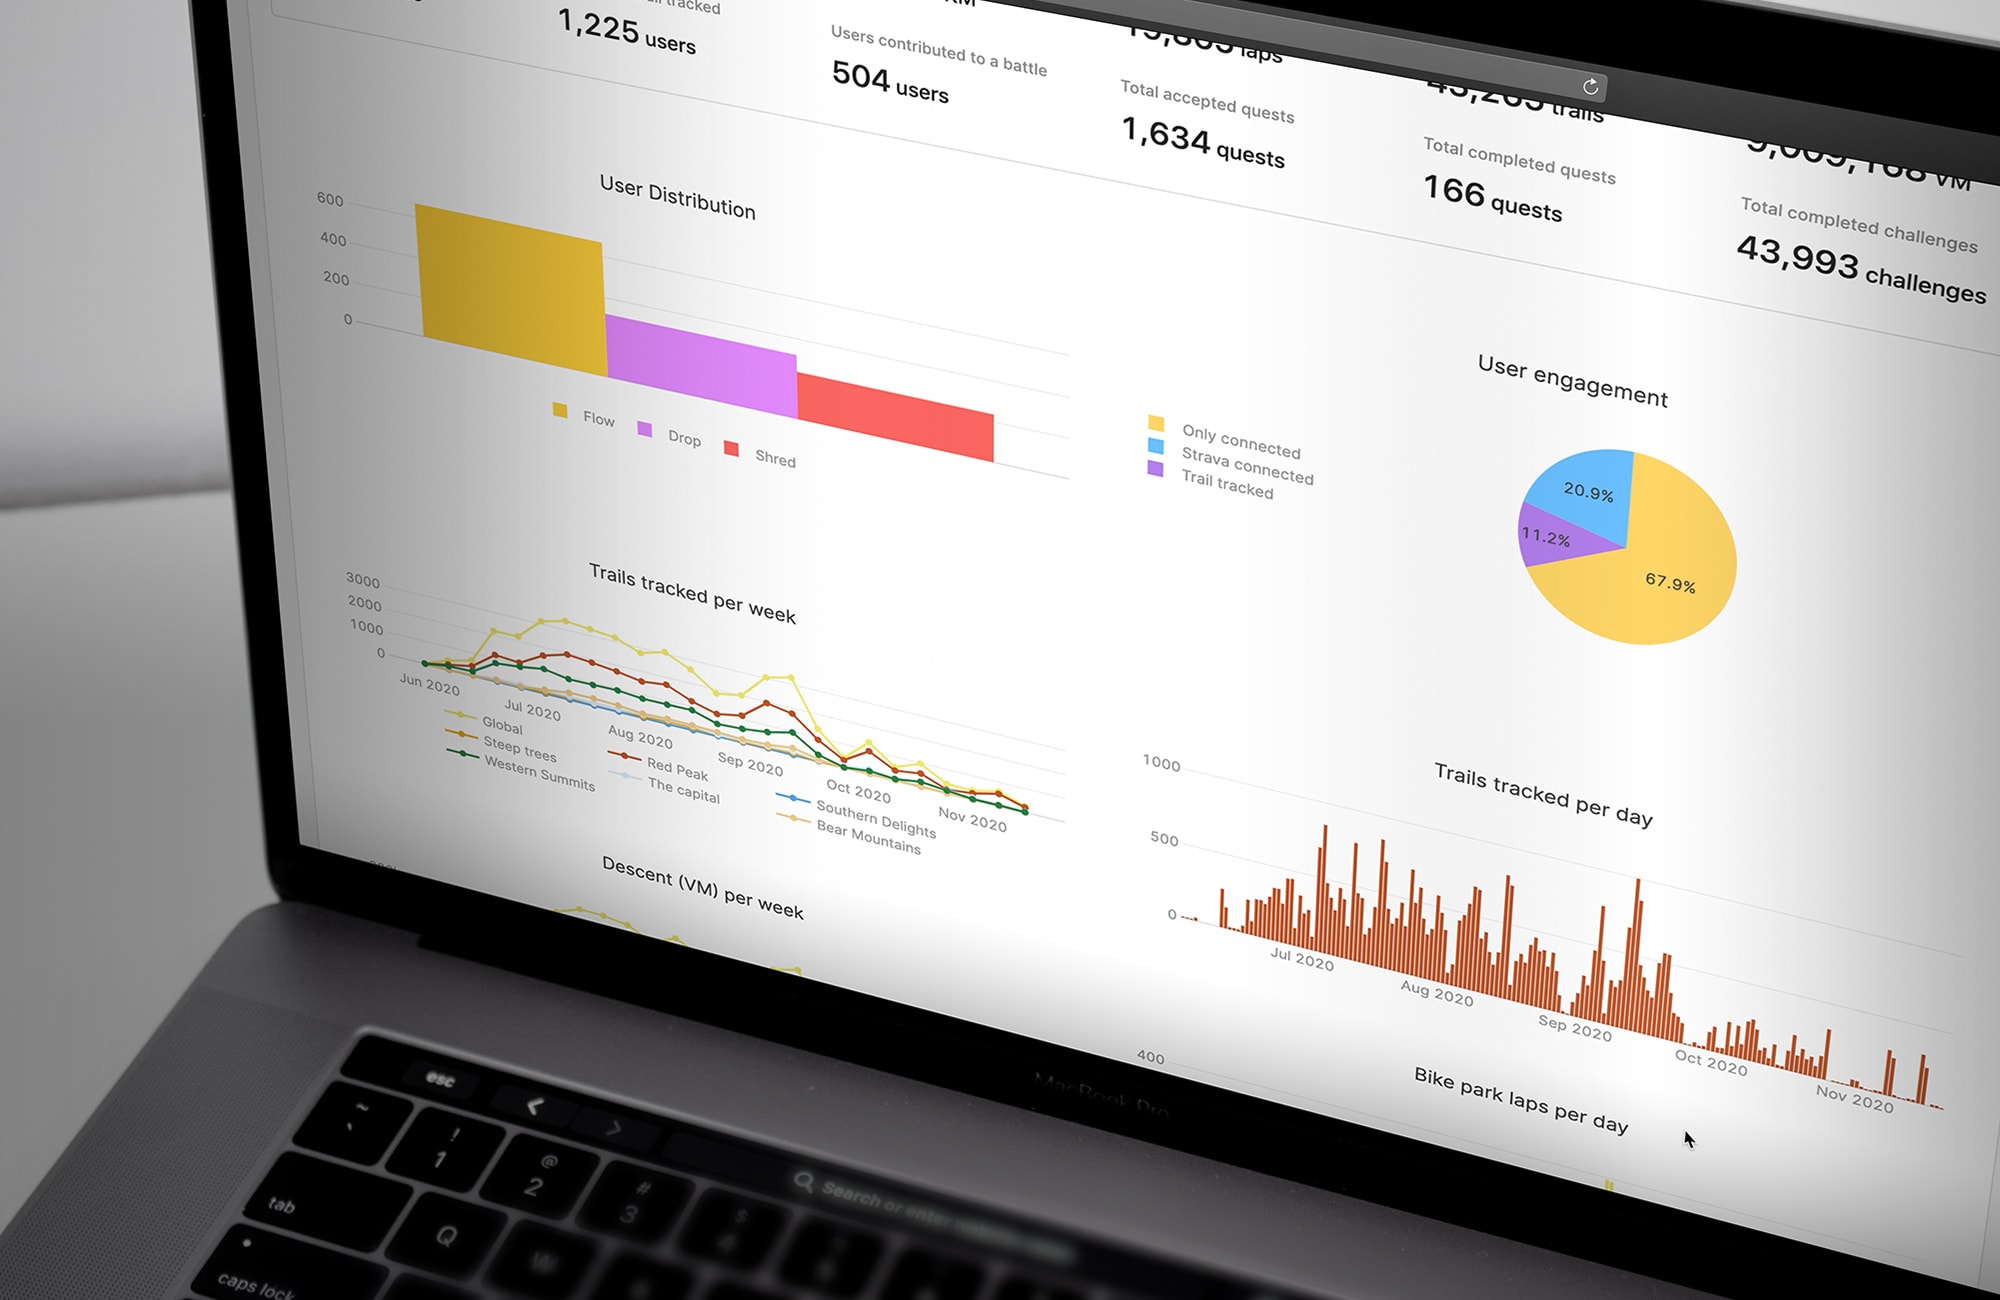 tracked
1,225 users
Users contributed to a battle
504 users
laps
Total accepted quests
1,634 quests
trails
Total completed quests
166 quests
VM
Total completed challenges
43,993 challenges
User Distribution
600
400
200
0
Flow
Drop
Shred
User engagement
Only connected
Strava connected
Trail tracked
20.9%
11.2%
67.9%
Trails tracked per week
3000
2000
1000
0
Jun 2020
Jul 2020
Aug 2020
Sep 2020
Oct 2020
Nov 2020
Global
Steep trees
Western Summits
Red Peak
The capital
Southern Delights
Bear Mountains
Trails tracked per day
1000
500
0
Jul 2020
Aug 2020
Sep 2020
Oct 2020
Nov 2020
Descent (VM) per week
400
Bike park laps per day
MacBook Pro
esc
Search or enter
~
`
!
1
@
2
#
3
$
4
tab
Q
W
caps lock